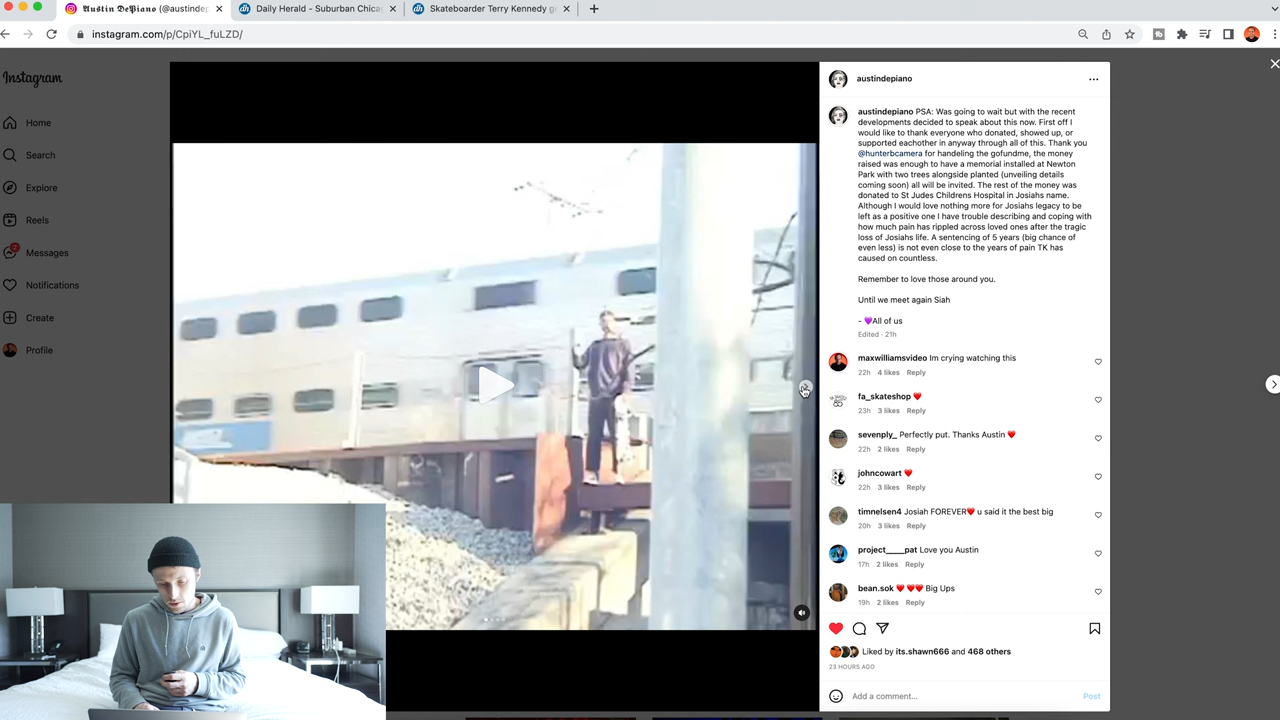 𝕬𝖚𝖘𝖙𝖎𝖓 𝕯𝖊𝕻𝖎𝖆𝖓𝖔 (@austindep
Daily Herald - Suburban Chica
Skateboarder Terry Kennedy g
instagram.com/p/CpiYL_fuLZD/
Instagram
Home
Search
Explore
Reels
2
Messages
Notifications
Create
Profile
austindepiano
austindepiano PSA: Was going to wait but with the recent
developments decided to speak about this now. First off I
would like to thank everyone who donated, showed up, or
supported eachother in anyway through all of this. Thank you
@hunterbcamera for handeling the gofundme, the money
raised was enough to have a memorial installed at Newton
Park with two trees alongside planted (unveiling details
coming soon) all will be invited. The rest of the money was
donated to St Judes Childrens Hospital in Josiahs name.
Although I would love nothing more for Josiahs legacy to be
left as a positive one I have trouble describing and coping with
how much pain has rippled across loved ones after the tragic
loss of Josiahs life. A sentencing of 5 years (big chance of
even less) is not even close to the years of pain TK has
caused on countless.
Remember to love those around you.
Until we meet again Siah
- 💜All of us
Edited · 21h
maxwilliamsvideo Im crying watching this
22h 4 likes Reply
fa_skateshop ❤️
23h 3 likes Reply
sevenply_ Perfectly put. Thanks Austin ❤️
22h 2 likes Reply
johncowart ❤️
22h 3 likes Reply
timnelsen4 Josiah FOREVER❤️ u said it the best big
20h 3 likes Reply
project_____pat Love you Austin
17h 2 likes Reply
bean.sok ❤️ ❤️❤️ Big Ups
19h 2 likes Reply
Liked by its.shawn666 and 468 others
23 HOURS AGO
Add a comment...
Post